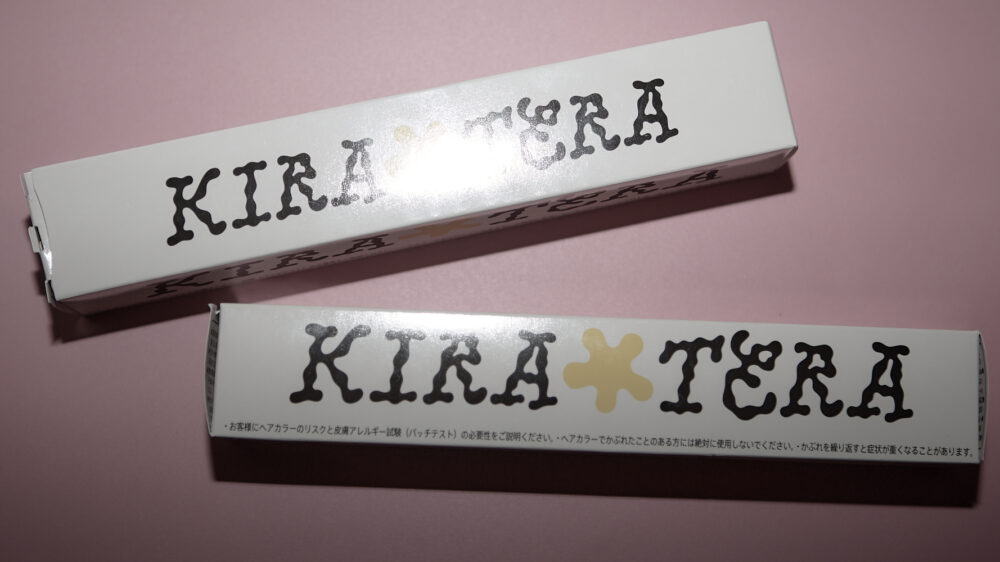 KIRA TERA
KIRA TERA
KIRA TERA
・お客様にヘアカラーのリスクと皮膚アレルギー試験（パッチテスト）の必要性をご説明ください。・ヘアカラーでかぶれたことのある方には絶対に使用しないでください。・かぶれを繰り返すと症状が重くなることがあります。